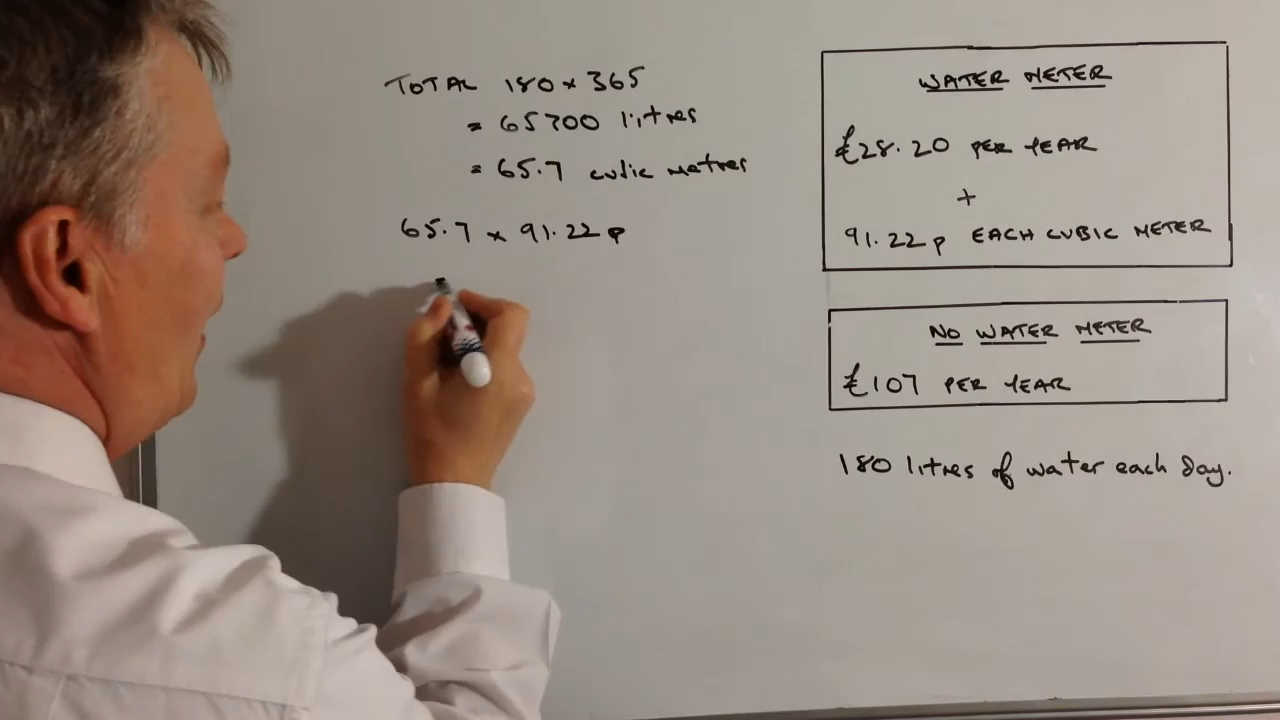 TOTAL 180 x 365
= 65700 litres
= 65.7 cubic metres
65.7 x 91.22p
WATER METER
£28.20 PER YEAR
+
91.22p EACH CUBIC METER
NO WATER METER
£107 PER YEAR
180 litres of water each day.